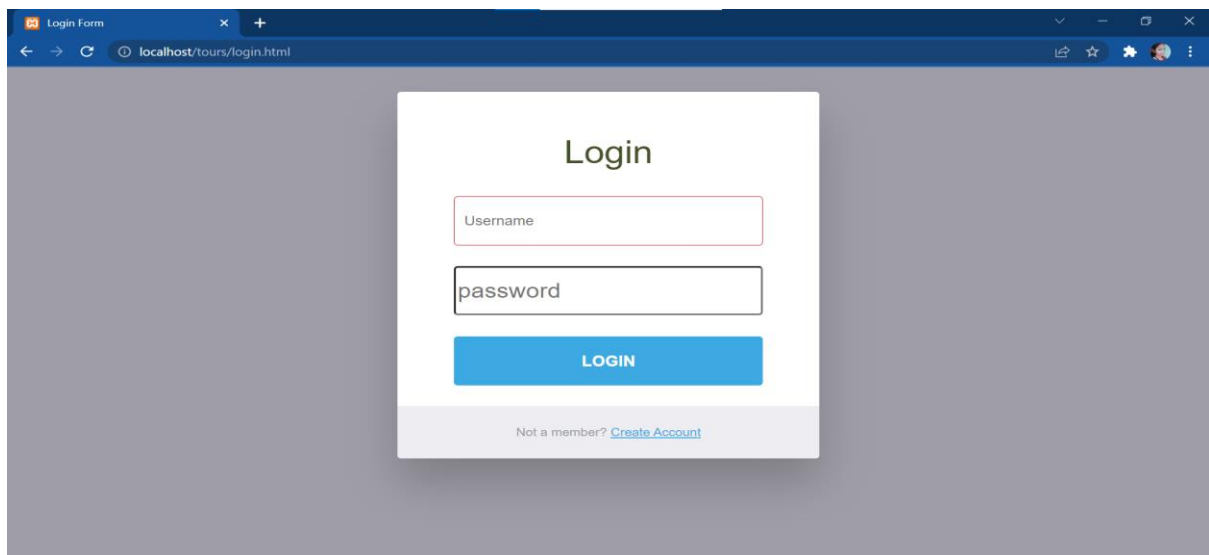 Login Form
localhost/tours/login.html
Login
Username
password
LOGIN
Not a member? Create Account